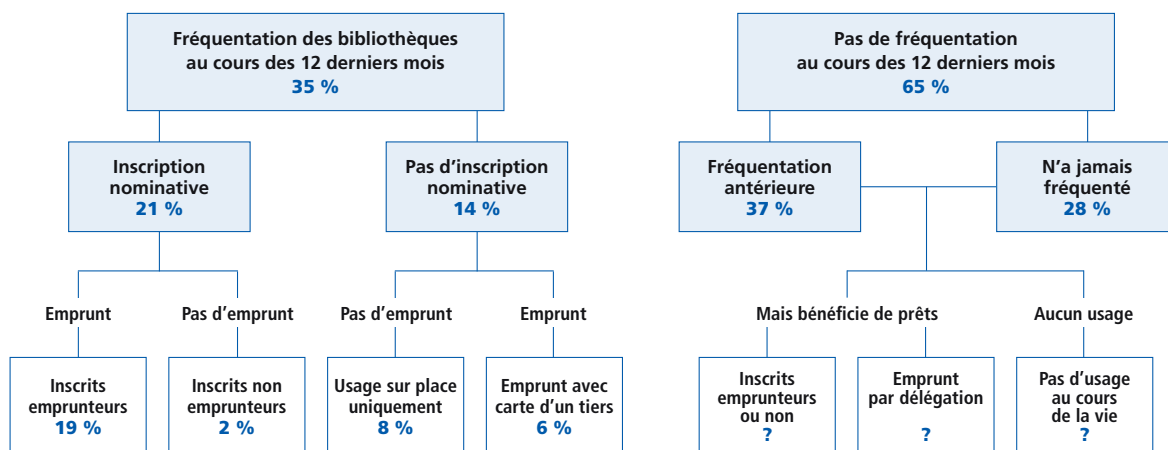 Fréquentation des bibliothèques
au cours des 12 derniers mois
35 %
Pas de fréquentation
au cours des 12 derniers mois
65 %
Inscription
nominative
21 %
Pas d'inscription
nominative
14 %
Fréquentation
antérieure
37 %
N'a jamais
fréquenté
28 %
Emprunt
Pas d'emprunt
Pas d'emprunt
Emprunt
Mais bénéficie de prêts
Aucun usage
Inscrits
emprunteurs
19 %
Inscrits non
emprunteurs
2 %
Usage sur place
uniquement
8 %
Emprunt avec
carte d'un tiers
6 %
Inscrits
emprunteurs
ou non
?
Emprunt
par délégation
?
Pas d'usage
au cours
de la vie
?